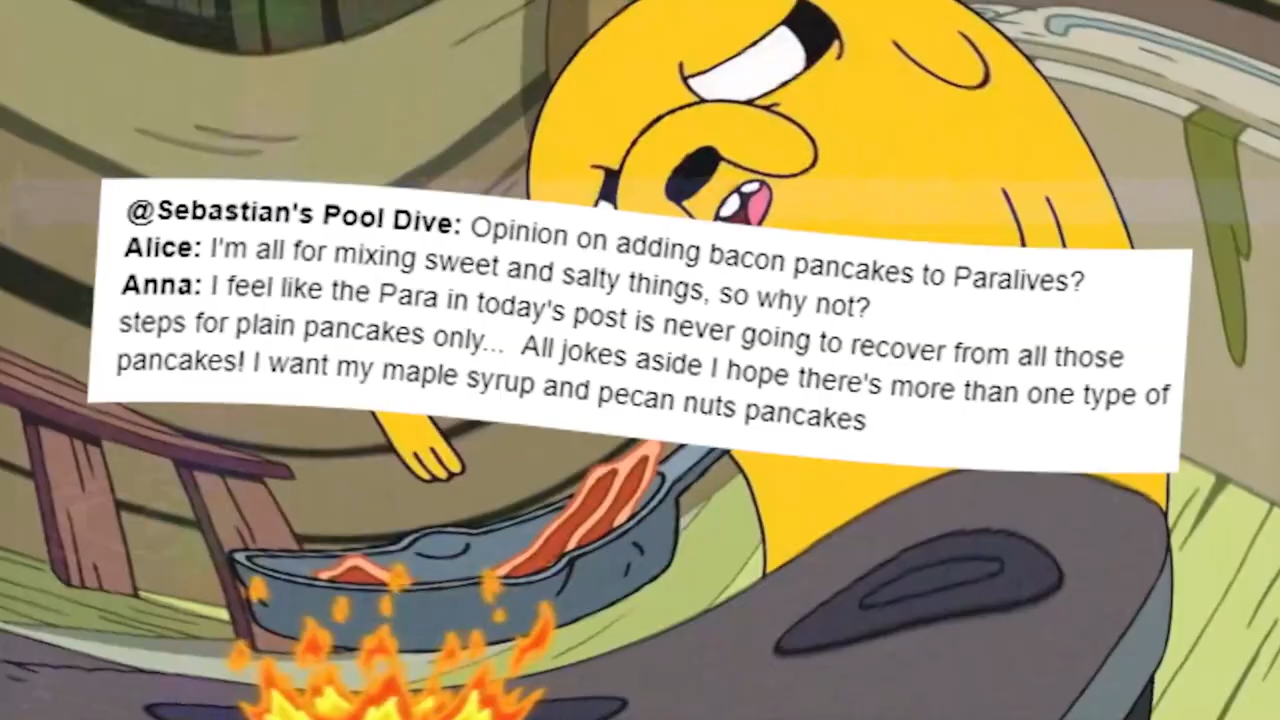 @Sebastian's Pool Dive: Opinion on adding bacon pancakes to Paralives?
Alice: I'm all for mixing sweet and salty things, so why not?
Anna: I feel like the Para in today's post is never going to recover from all those
steps for plain pancakes only... All jokes aside I hope there's more than one type of
pancakes! I want my maple syrup and pecan nuts pancakes